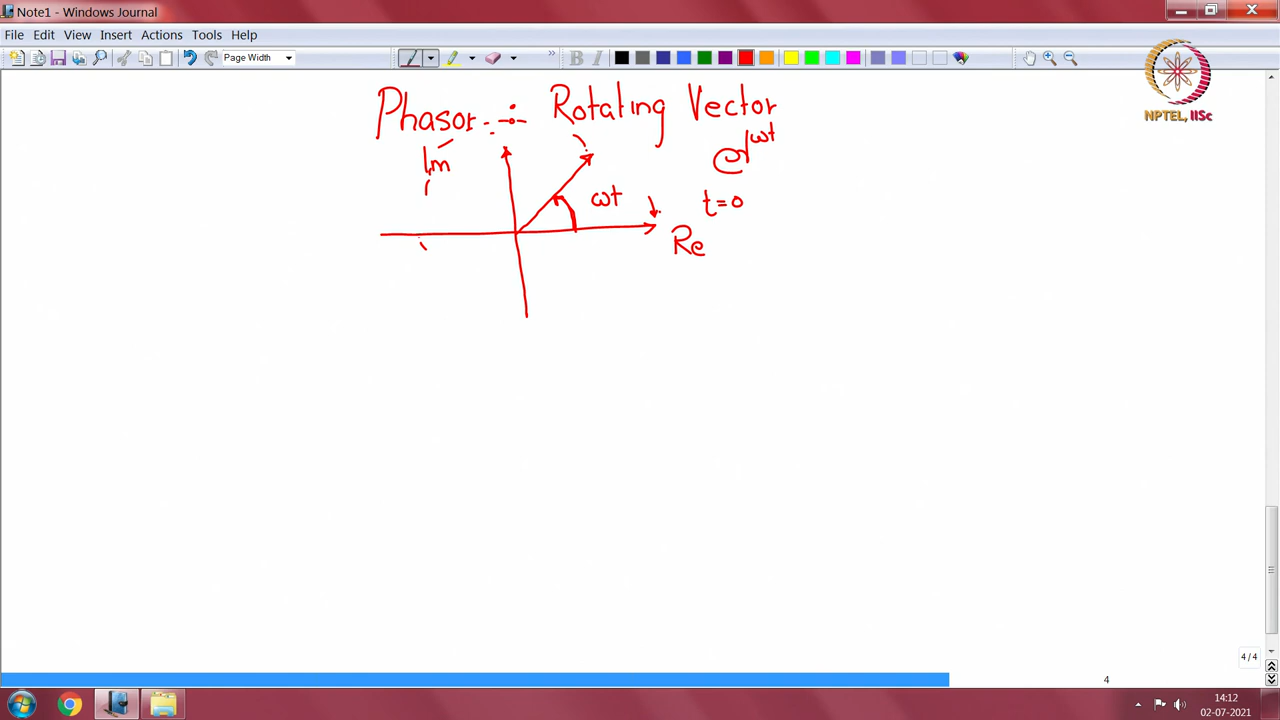 Note1 - Windows Journal
File Edit View Insert Actions Tools Help
Page Width
B I
NPTEL, IISc
Phasor :- Rotating Vector
Im
e^jωt
ωt
t=0
Re
4/4
4
14:12
02-07-2021